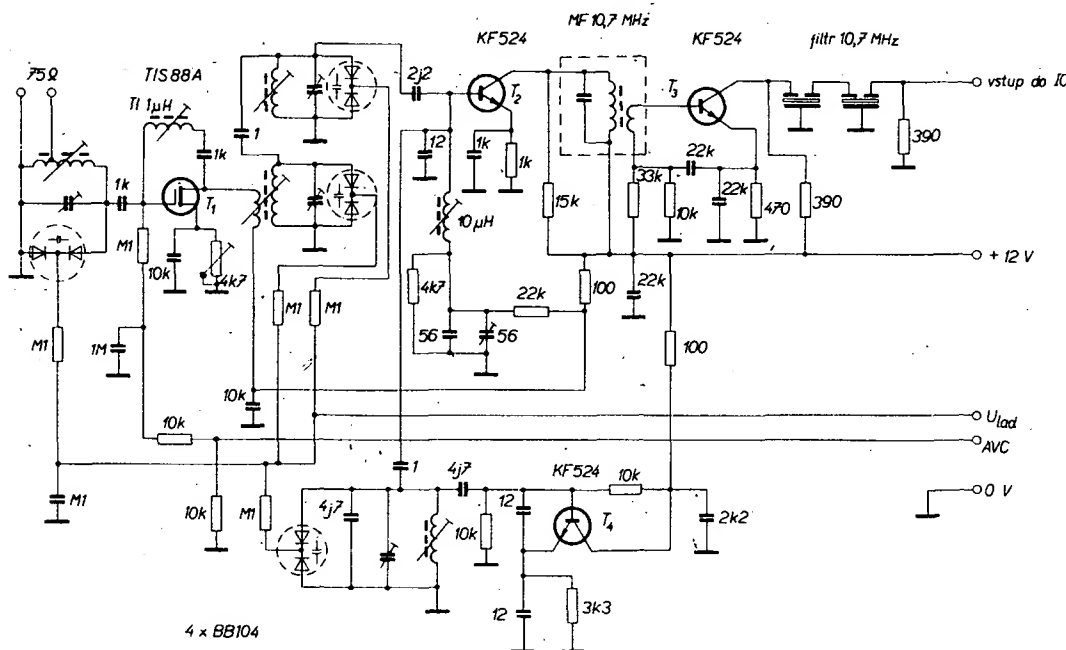 MF 10,7 MHz
KF524
KF524
filtr 10,7 MHz
75Ω
TIS88A
Tl 1μH
1k
1k
T1
M1
10k
4k7
M1
1M
10k
10k
M1
M1
1
M1
M1
10k
2j2
T2
12
1k
1k
10μH
4k7
56
56
22k
100
15k
T3
33k
10k
22k
22k
22k
470
390
390
100
vstup do IO
+ 12 V
Ulad
AVC
0 V
1
4j7
4j7
10k
KF524
12
12
T4
10k
3k3
2k2
4 x BB104